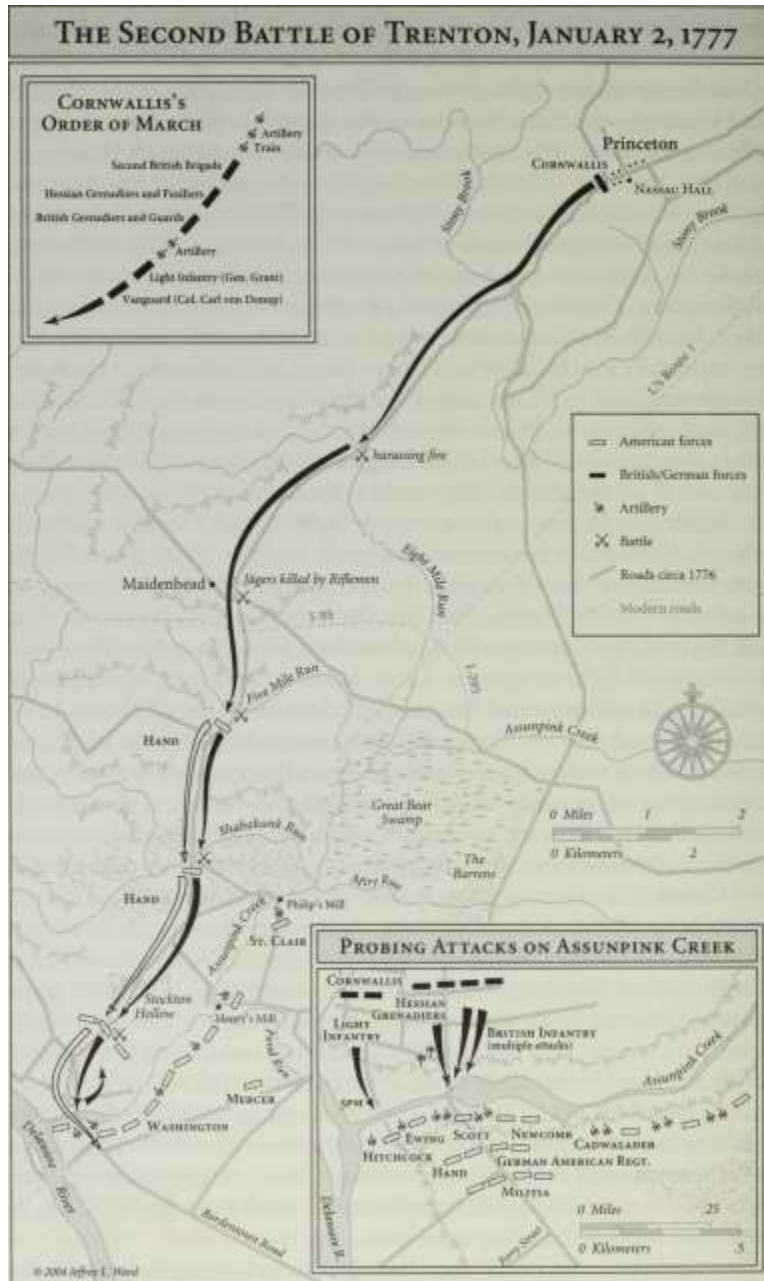 THE SECOND BATTLE OF TRENTON, JANUARY 2, 1777
CORNWALLIS'S
ORDER OF MARCH
Artillery
Train
Second British Brigade
Hessian Grenadiers and Fusiliers
British Grenadiers and Guards
Artillery
Light Infantry (Gen. Grant)
Vanguard (Col. Carl von Donop)
Princeton
CORNWALLIS
NASSAU HALL
Stony Brook
Stony Brook
US Route 1
harassing fire
American forces
British/German forces
Artillery
Battle
Roads circa 1776
Modern roads
Eight Mile Run
Maidenhead
Jägers killed by Riflemen
I-95
I-295
Five Mile Run
HAND
Assunpink Creek
0 Miles 1 2
0 Kilometers 2
Great Bear
Swamp
Shabakunk Run
The
Barrens
HAND
Philip's Mill
Assunpink Creek
ST. CLAIR
Stockton
Hollow
Henry's Mill
Pond Run
MERCER
WASHINGTON
Delaware
River
Bordentown Road
© 2004 Jeffrey L. Ward
PROBING ATTACKS ON ASSUNPINK CREEK
CORNWALLIS
HESSIAN
GRENADIERS
LIGHT
INFANTRY
BRITISH INFANTRY
(multiple attacks)
Assunpink Creek
5PM
EWING
SCOTT
NEWCOMB
CADWALADER
HITCHCOCK
HAND
GERMAN AMERICAN REGT.
MILITIA
Delaware R.
Ferry Street
0 Miles .25
0 Kilometers .5